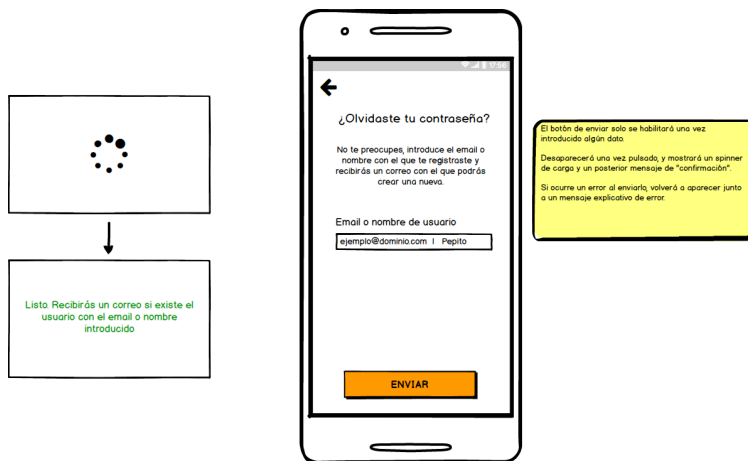 17:56
¿Olvidaste tu contraseña?
No te preocupes, introduce el email o
nombre con el que te registraste y
recibirás un correo con el que podrás
crear una nueva.
Email o nombre de usuario
ejemplo@dominio.com | Pepito
ENVIAR
Listo. Recibirás un correo si existe el
usuario con el email o nombre
introducido
El botón de enviar solo se habilitará una vez
introducido algún dato.
Desaparecerá una vez pulsado, y mostrará un spinner
de carga y un posterior mensaje de "confirmación".
Si ocurre un error al enviarlo, volverá a aparecer junto
a un mensaje explicativo de error.